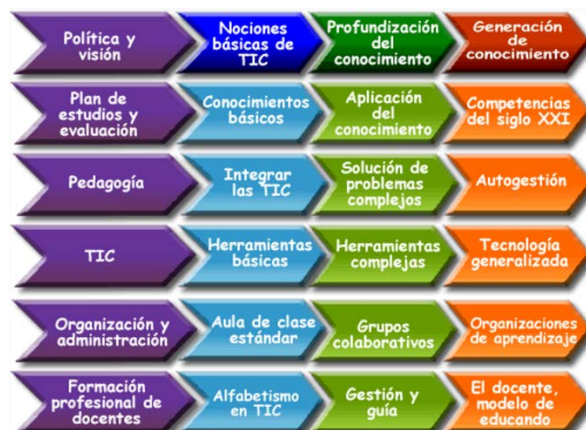 Política y
visión
Nociones
básicas de
TIC
Profundización
del
conocimiento
Generación
de
conocimiento
Plan de
estudios y
evaluación
Conocimientos
básicos
Aplicación
del
conocimiento
Competencias
del siglo XXI
Pedagogía
Integrar
las TIC
Solución de
problemas
complejos
Autogestión
TIC
Herramientas
básicas
Herramientas
complejas
Tecnología
generalizada
Organización y
administración
Aula de clase
estándar
Grupos
colaborativos
Organizaciones
de aprendizaje
Formación
profesional de
docentes
Alfabetismo
en TIC
Gestión y
guía
El docente,
modelo de
educando